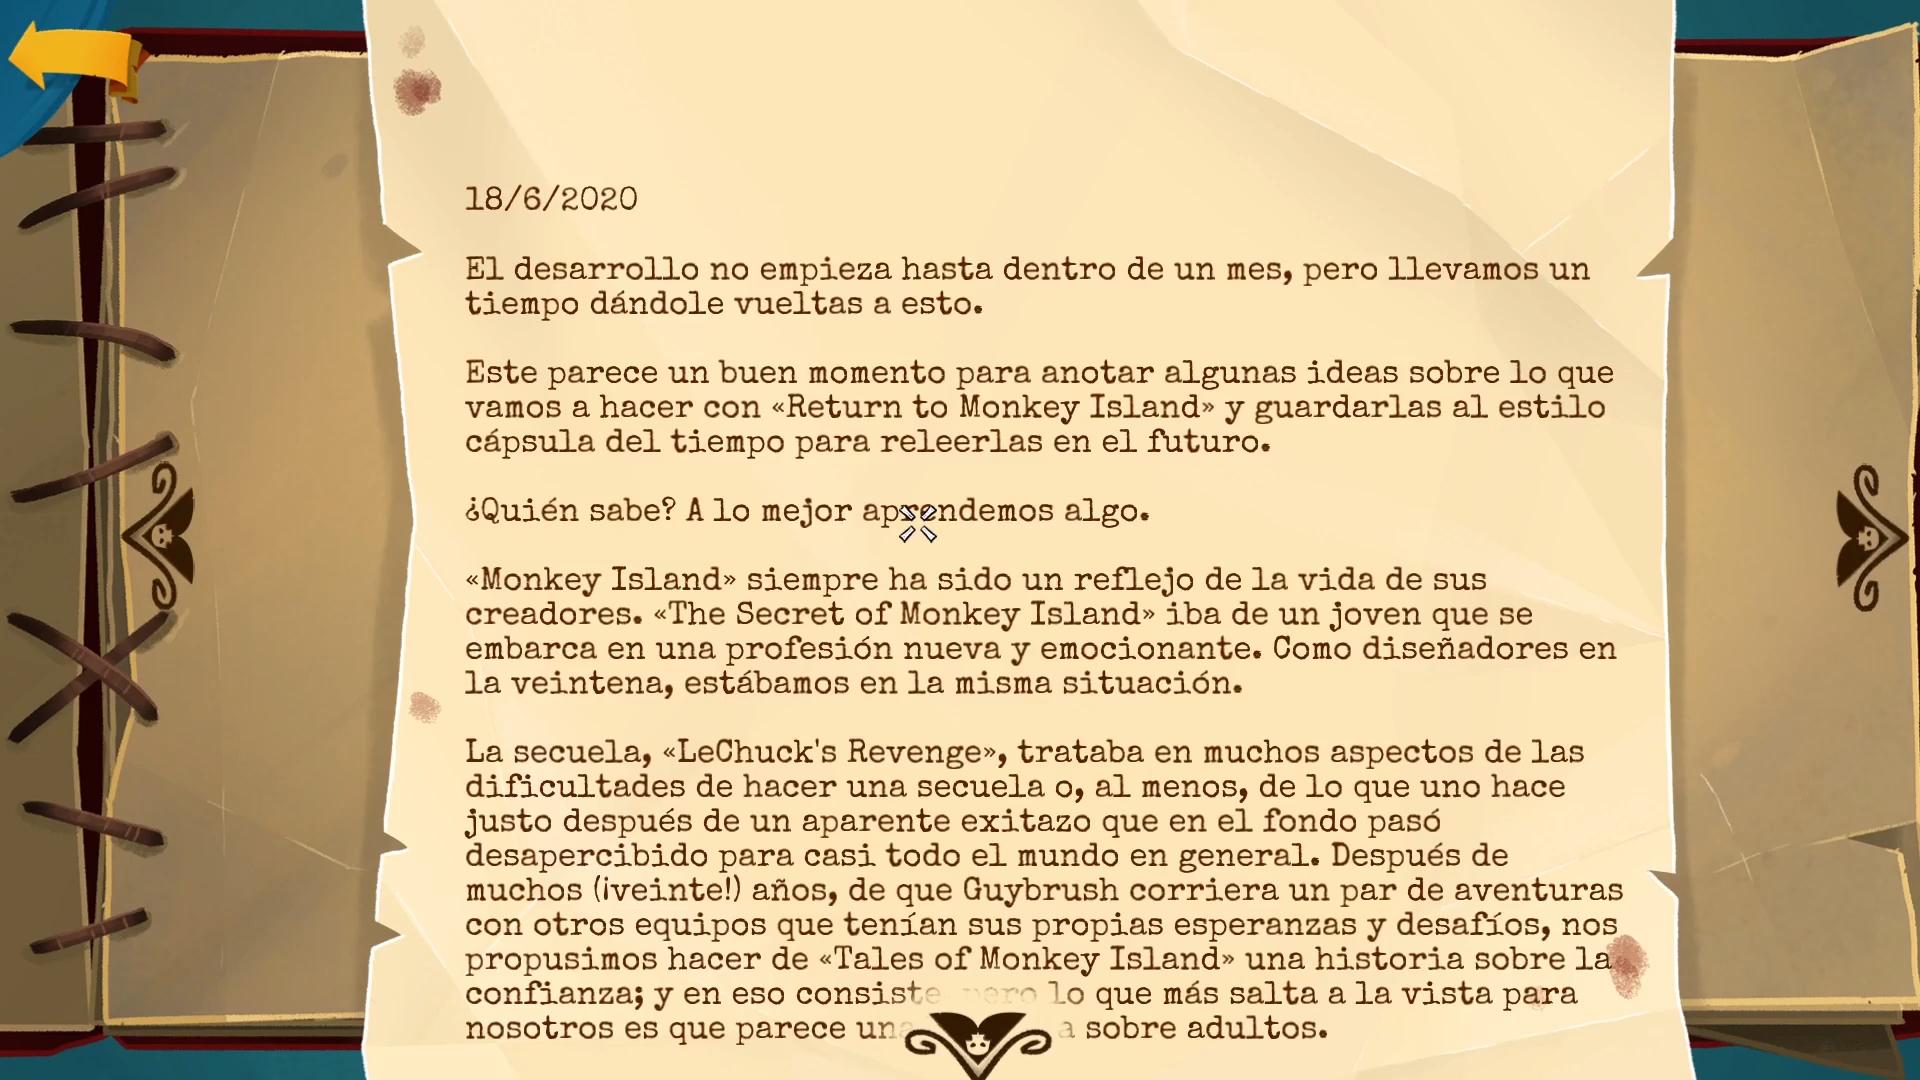 18/6/2020
El desarrollo no empieza hasta dentro de un mes, pero llevamos un
tiempo dándole vueltas a esto.
Este parece un buen momento para anotar algunas ideas sobre lo que
vamos a hacer con «Return to Monkey Island» y guardarlas al estilo
cápsula del tiempo para releerlas en el futuro.
¿Quién sabe? A lo mejor aprendemos algo.
«Monkey Island» siempre ha sido un reflejo de la vida de sus
creadores. «The Secret of Monkey Island» iba de un joven que se
embarca en una profesión nueva y emocionante. Como diseñadores en
la veintena, estábamos en la misma situación.
La secuela, «LeChuck's Revenge», trataba en muchos aspectos de las
dificultades de hacer una secuela o, al menos, de lo que uno hace
justo después de un aparente exitazo que en el fondo pasó
desapercibido para casi todo el mundo en general. Después de
muchos (¡veinte!) años, de que Guybrush corriera un par de aventuras
con otros equipos que tenían sus propias esperanzas y desafíos, nos
propusimos hacer de «Tales of Monkey Island» una historia sobre la
confianza; y en eso consiste, pero lo que más salta a la vista para
nosotros es que parece una sobre adultos.